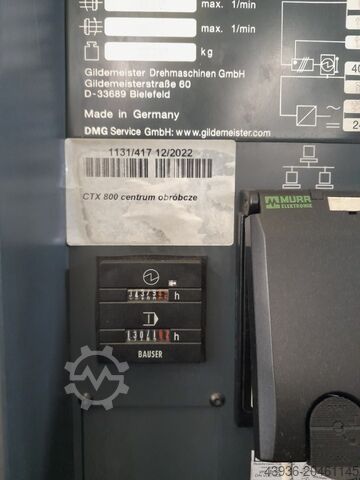 max. 1/min
max. 1/min
kg
Gildemeister Drehmaschinen GmbH
Gildemeisterstraße 60
D-33689 Bielefeld
Made in Germany
DMG Service GmbH: www.gildemeister.com
1131/417 12/2022
CTX 800 centrum obróbcze
MURR
ELEKTRONIK
h
h
BAUSER
43936-20461145